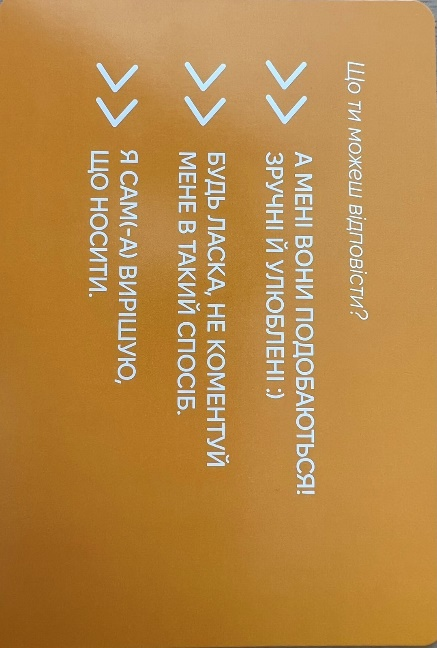 Що ти можеш відповісти?
А МЕНІ ВОНИ ПОДОБАЮТЬСЯ!
ЗРУЧНІ Й УЛЮБЛЕНІ :)
БУДЬ ЛАСКА, НЕ КОМЕНТУЙ
МЕНЕ В ТАКИЙ СПОСІБ.
Я САМ(-А) ВИРІШУЮ,
ЩО НОСИТИ.